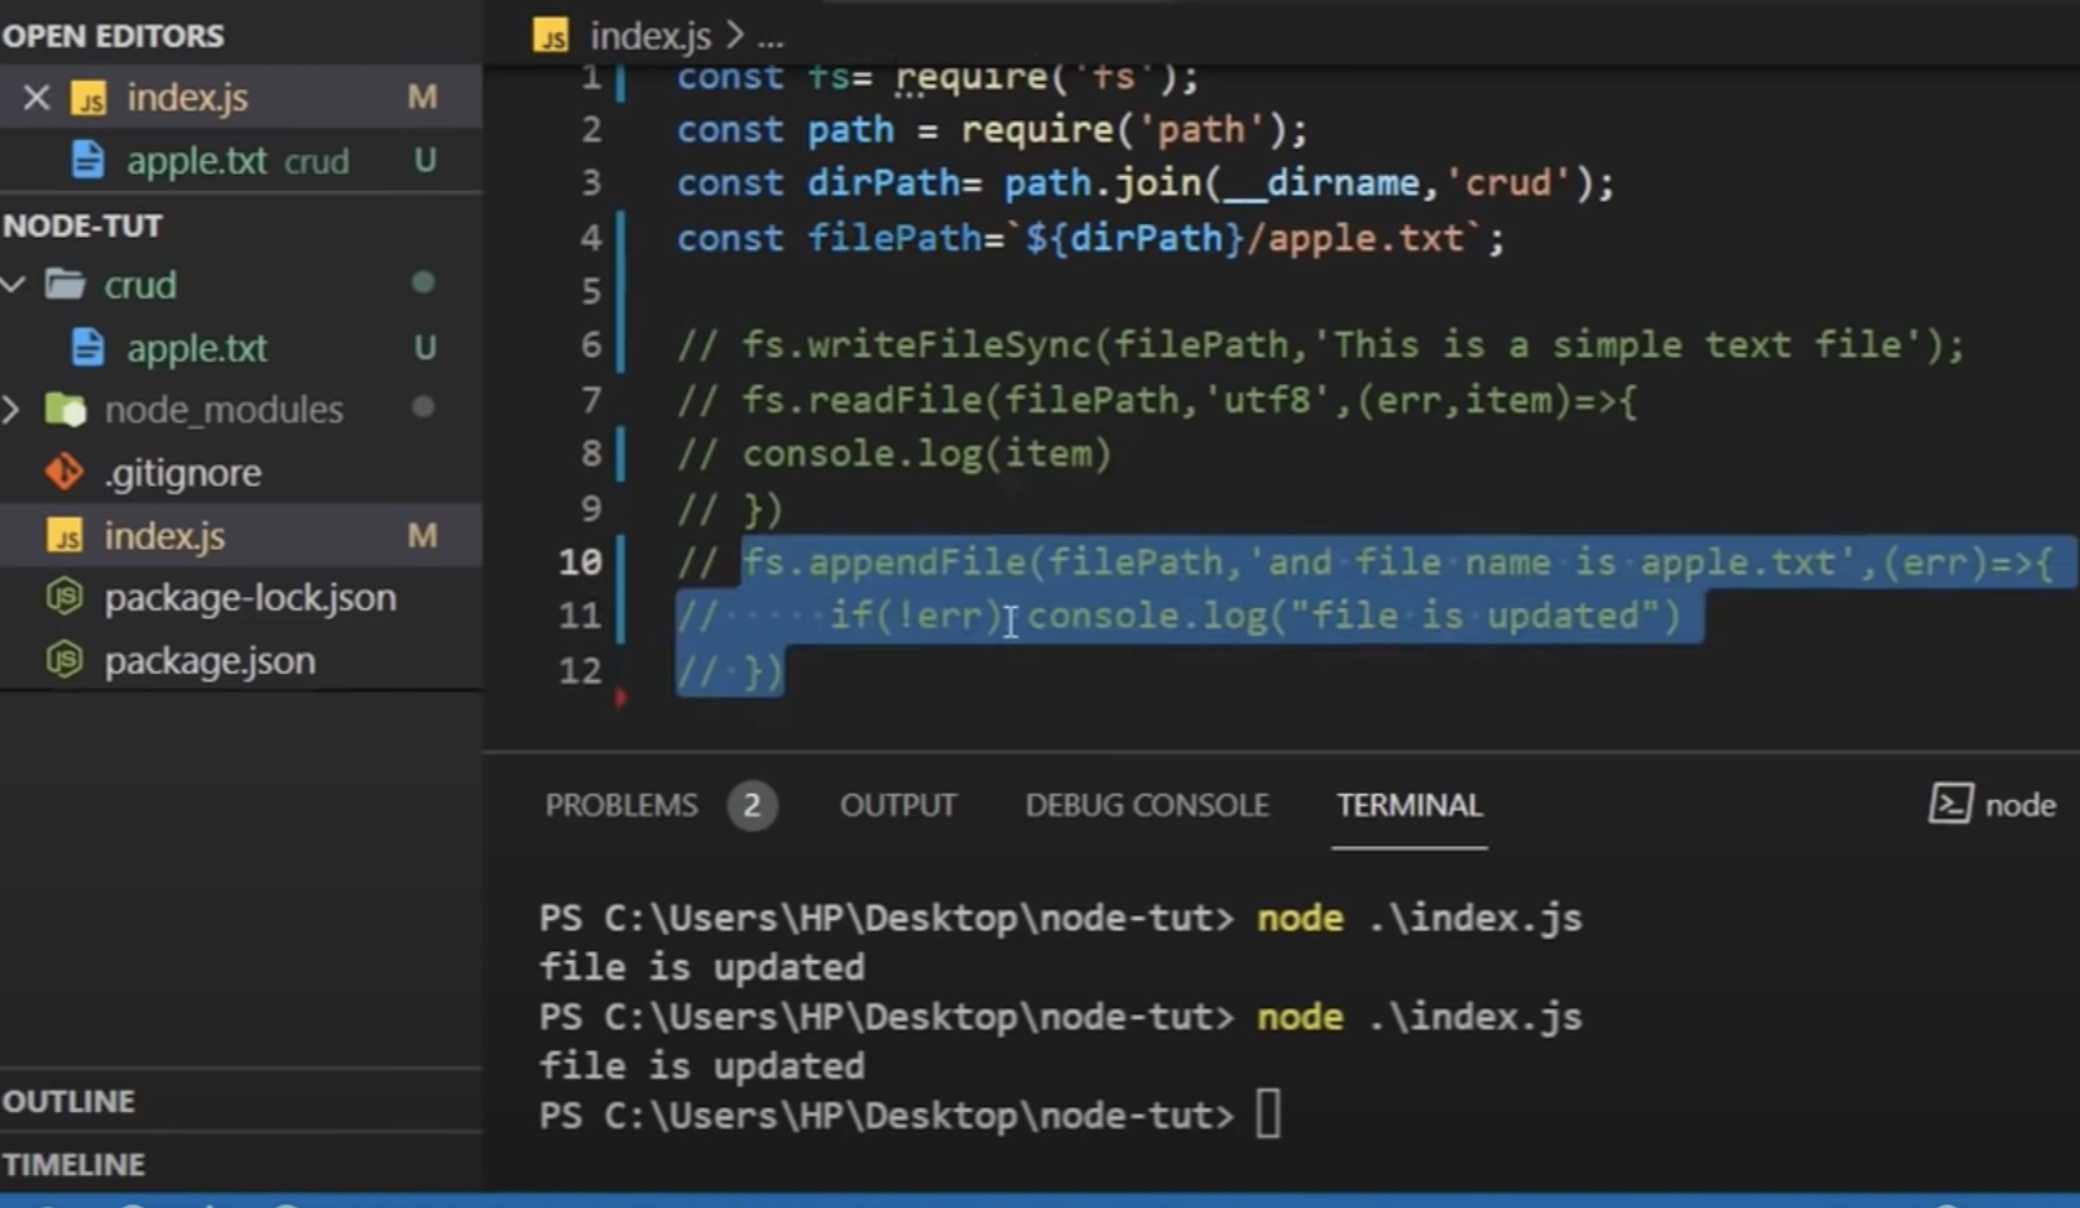 OPEN EDITORS
JS index.js M
apple.txt crud U
NODE-TUT
crud
apple.txt U
node_modules
.gitignore
JS index.js M
package-lock.json
package.json
OUTLINE
TIMELINE
JS index.js > ...
1 const fs= require('fs');
2 const path = require('path');
3 const dirPath= path.join(__dirname,'crud');
4 const filePath=`${dirPath}/apple.txt`;
5
6 // fs.writeFileSync(filePath,'This is a simple text file');
7 // fs.readFile(filePath,'utf8',(err,item)=>{
8 // console.log(item)
9 // })
10 // fs.appendFile(filePath,'and file name is apple.txt',(err)=>{
11 //     if(!err) console.log("file is updated")
12 // })
PROBLEMS 2 OUTPUT DEBUG CONSOLE TERMINAL node
PS C:\Users\HP\Desktop\node-tut> node .\index.js
file is updated
PS C:\Users\HP\Desktop\node-tut> node .\index.js
file is updated
PS C:\Users\HP\Desktop\node-tut>